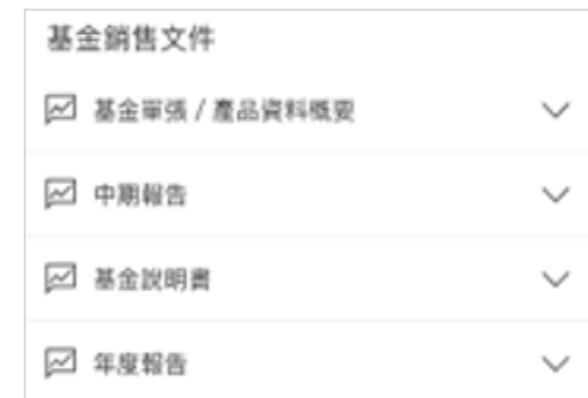 基金銷售文件
基金單張 / 產品資料概要
中期報告
基金說明書
年度報告